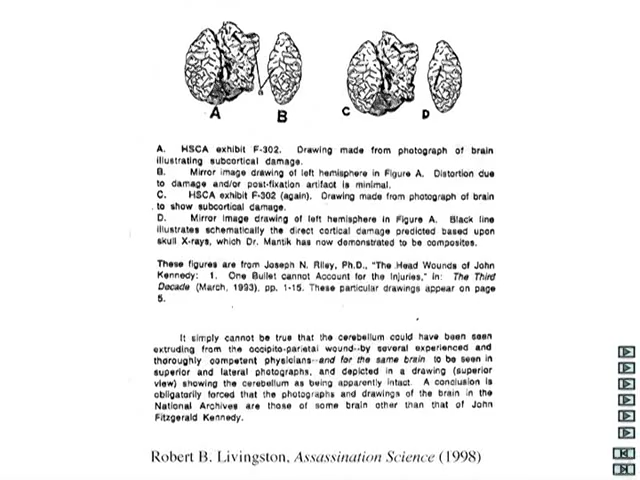 A B C D
A. HSCA exhibit F-302. Drawing made from photograph of brain
illustrating subcortical damage.
B. Mirror image drawing of left hemisphere in Figure A. Distortion due
to damage and/or post-fixation artifact is minimal.
C. HSCA exhibit F-302 (again). Drawing made from photograph of brain
to show subcortical damage.
D. Mirror image drawing of left hemisphere in Figure A. Black line
illustrates schematically the direct cortical damage predicted based upon
skull X-rays, which Dr. Mantik has now demonstrated to be composites.
These figures are from Joseph N. Riley, Ph.D., "The Head Wounds of John
Kennedy: 1. One Bullet cannot Account for the Injuries," in: The Third
Decade (March, 1993), pp. 1-15. These particular drawings appear on page
5.
It simply cannot be true that the cerebellum could have been seen
extruding from the occipito-parietal wound--by several experienced and
thoroughly competent physicians--and for the same brain to be seen in
superior and lateral photographs, and depicted in a drawing (superior
view) showing the cerebellum as being apparently intact. A conclusion is
obligatorily forced that the photographs and drawings of the brain in the
National Archives are those of some brain other than that of John
Fitzgerald Kennedy.
Robert B. Livingston, Assassination Science (1998)